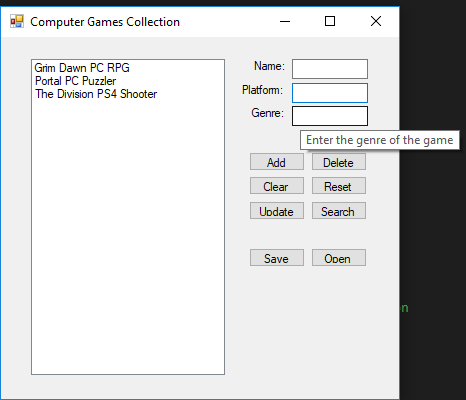 Computer Games Collection
Grim Dawn PC RPG
Portal PC Puzzler
The Division PS4 Shooter
Name:
Platform:
Genre:
Enter the genre of the game
Add Delete
Clear Reset
Update Search
Save Open